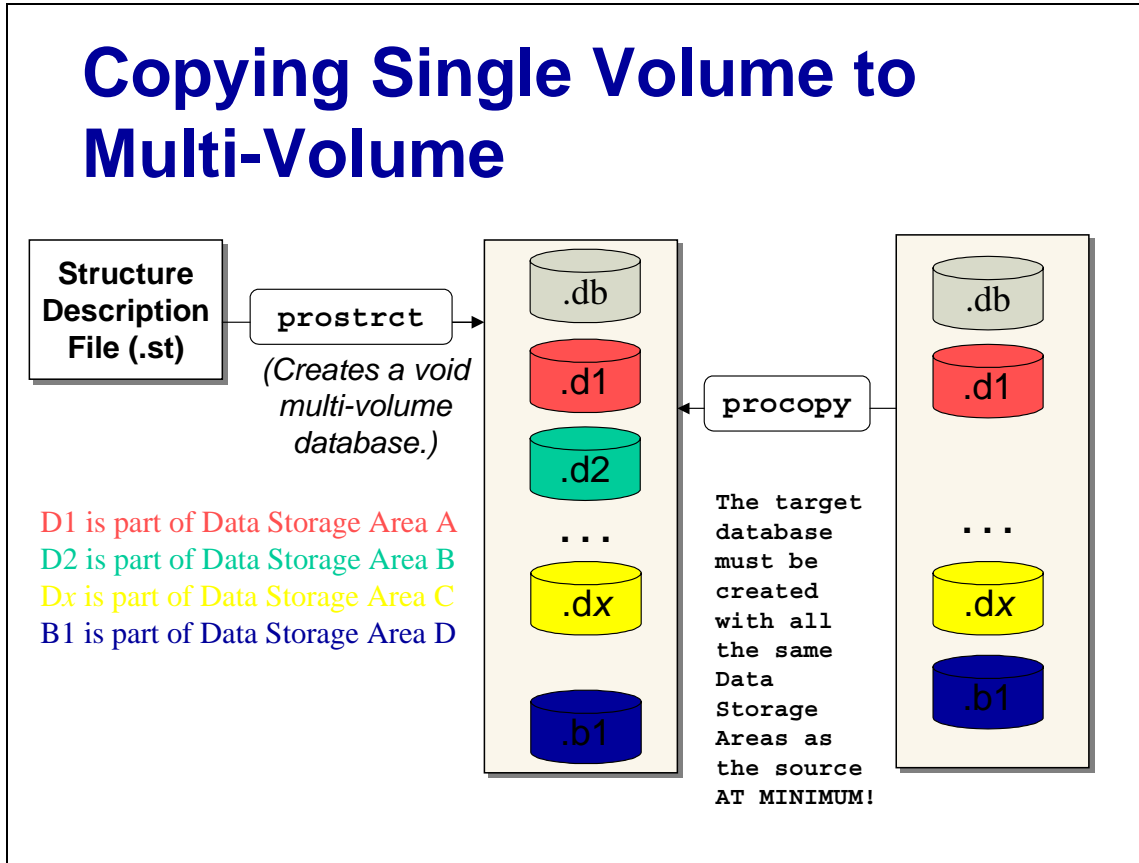 Copying Single Volume to
Multi-Volume
Structure
Description
File (.st)
prostrct
(Creates a void
multi-volume
database.)
D1 is part of Data Storage Area A
D2 is part of Data Storage Area B
Dx is part of Data Storage Area C
B1 is part of Data Storage Area D
.db
.d1
.d2
. . .
.dx
.b1
procopy
The target
database
must be
created
with all
the same
Data
Storage
Areas as
the source
AT MINIMUM!
.db
.d1
. . .
.dx
.b1